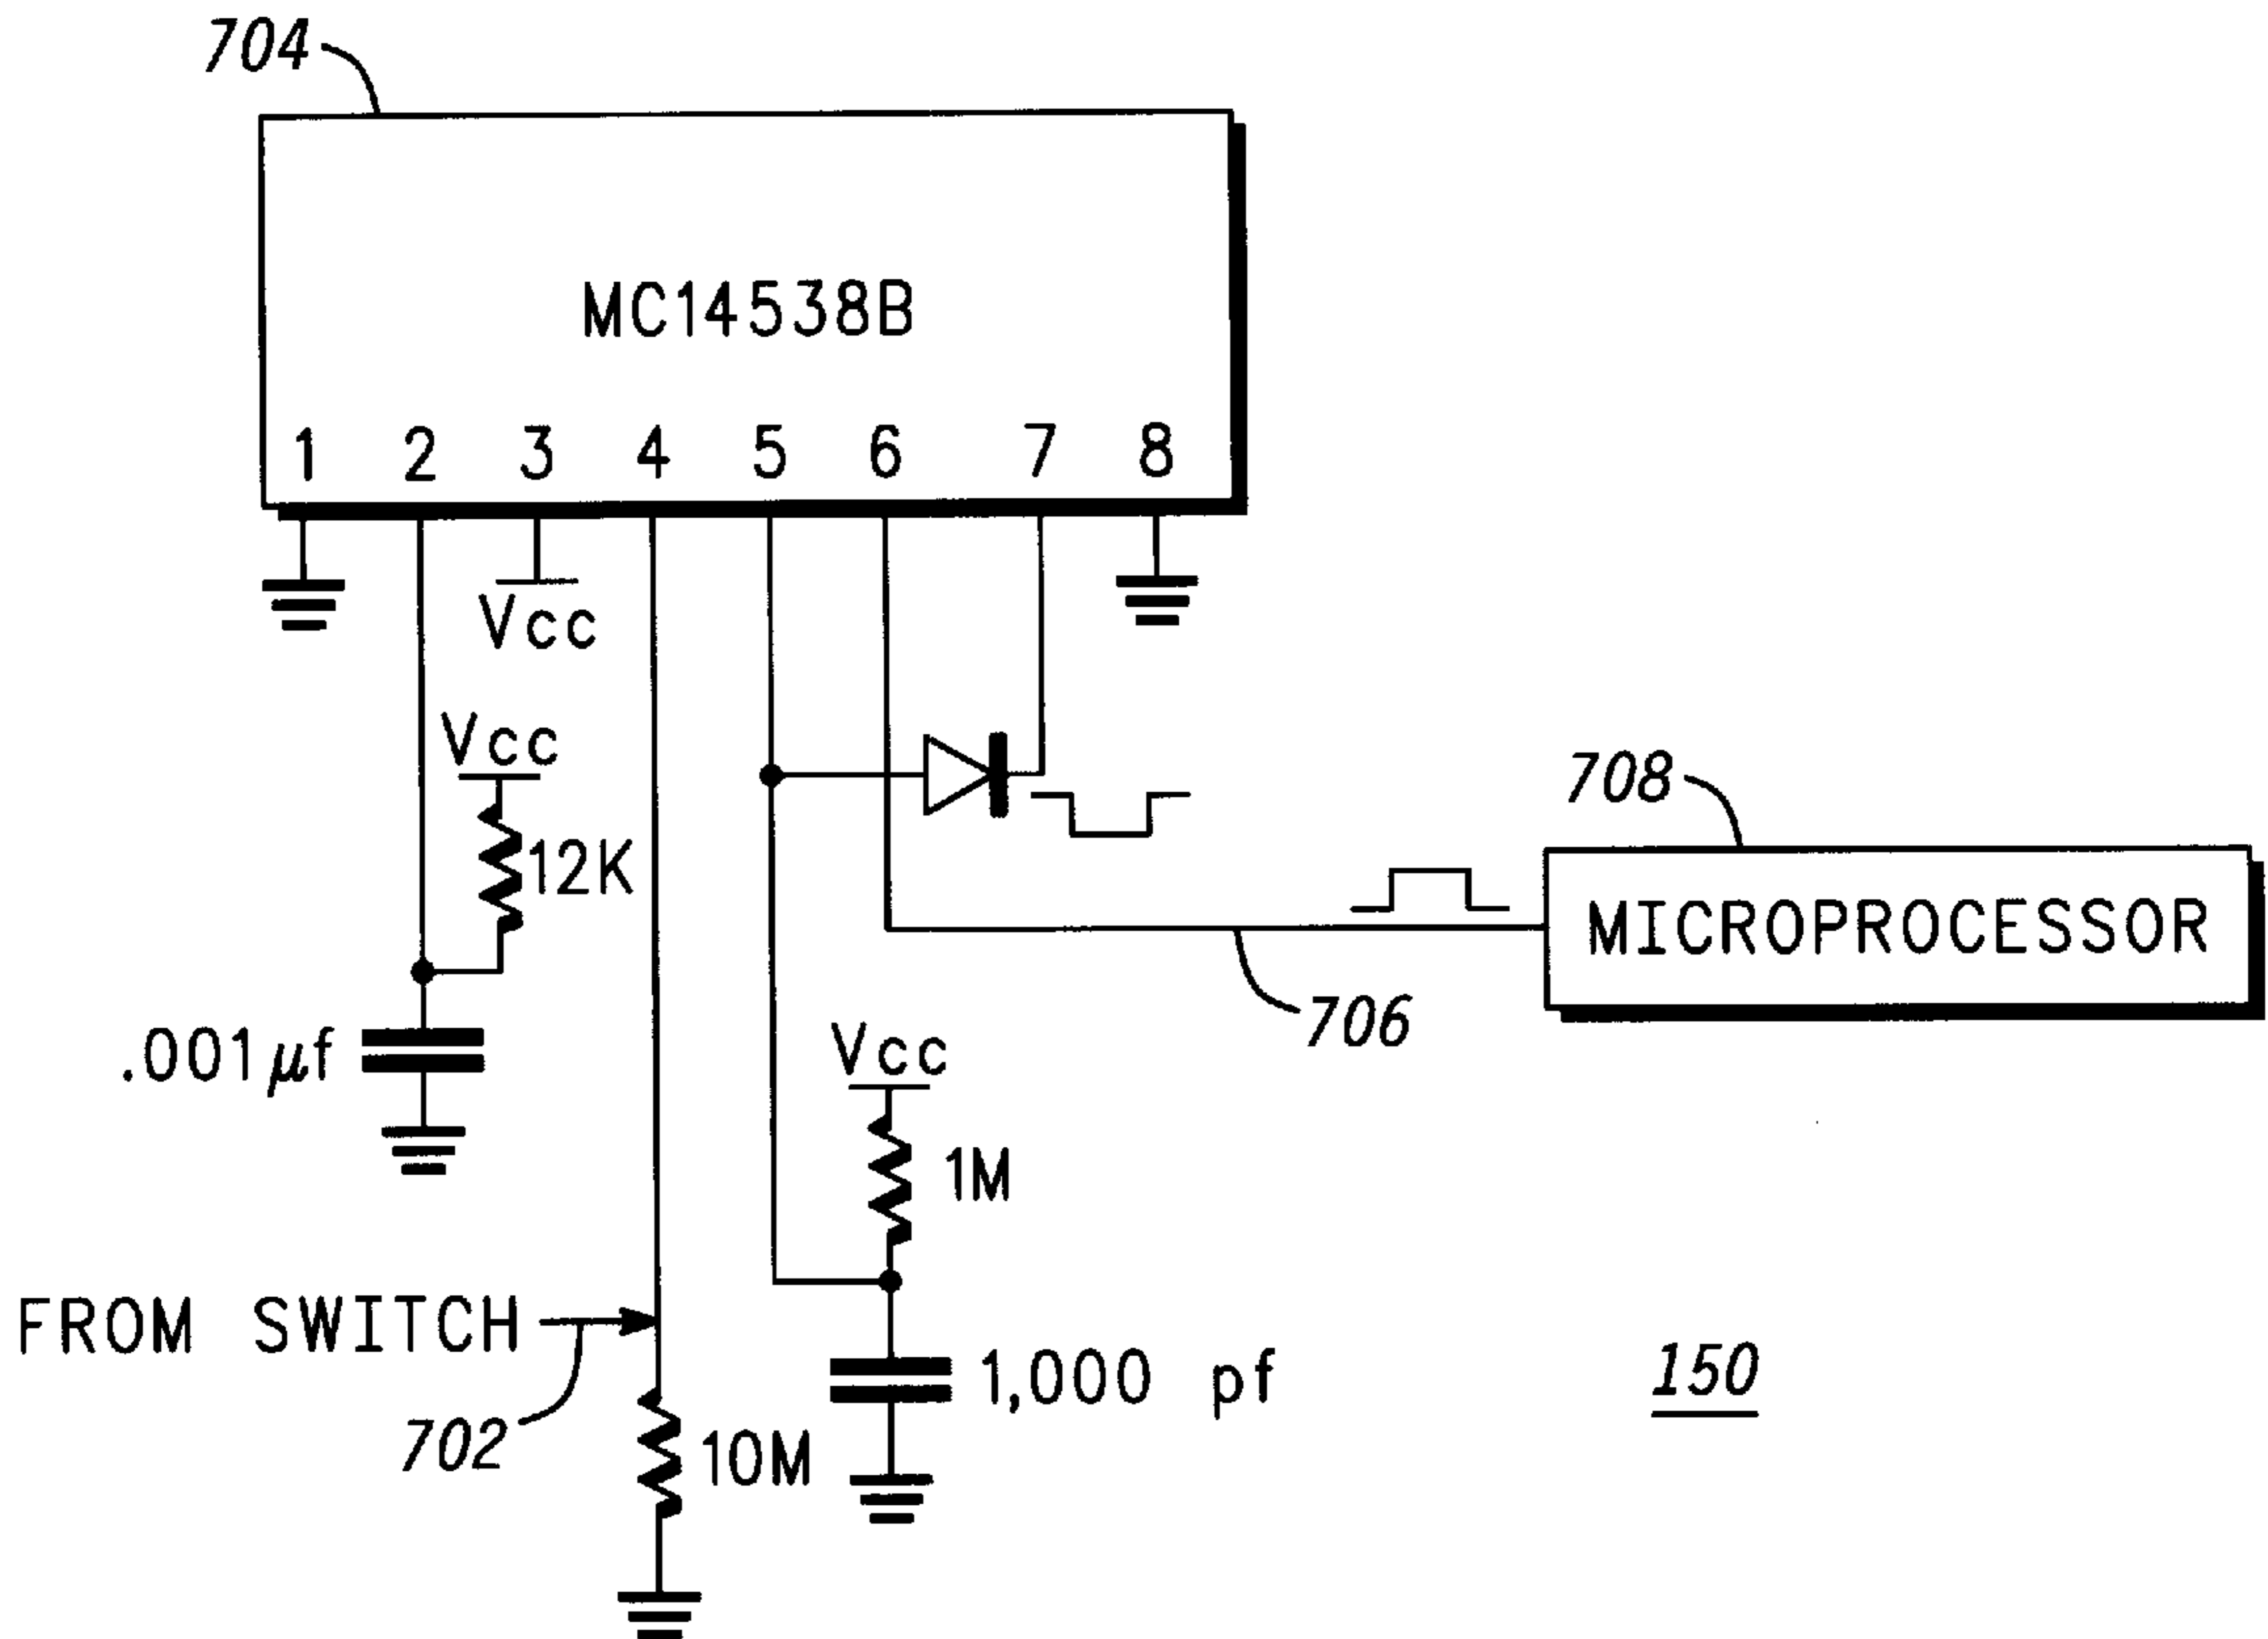 704
MC14538B
1 2 3 4 5 6 7 8
Vcc
Vcc
12K
708
MICROPROCESSOR
706
.001µf
Vcc
1M
FROM SWITCH
702
1,000 pf
10M
150